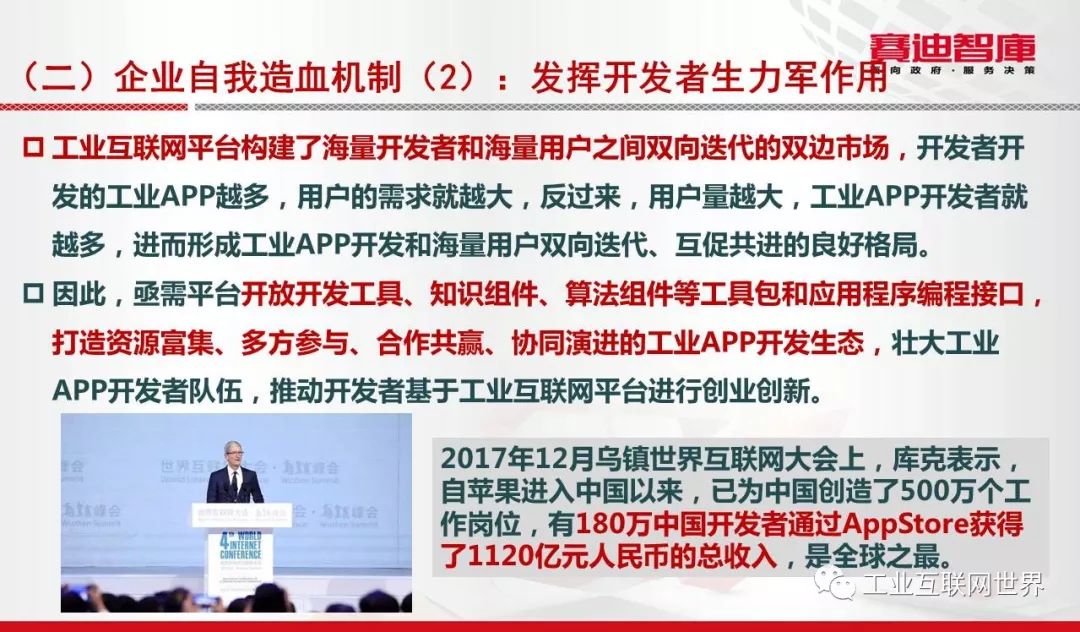 赛迪智库
面向政府·服务决策
（二）企业自我造血机制（2）：发挥开发者生力军作用
工业互联网平台构建了海量开发者和海量用户之间双向迭代的双边市场，开发者开
发的工业APP越多，用户的需求就越大，反过来，用户量越大，工业APP开发者就
越多，进而形成工业APP开发和海量用户双向迭代、互促共进的良好格局。
因此，亟需平台开放开发工具、知识组件、算法组件等工具包和应用程序编程接口，
打造资源富集、多方参与、合作共赢、协同演进的工业APP开发生态，壮大工业
APP开发者队伍，推动开发者基于工业互联网平台进行创业创新。
世界互联网大会·乌镇峰会
Wuzhen Summit
世界互联网大会·乌镇峰会
4th WORLD
INTERNET
CONFERENCE
2017年12月乌镇世界互联网大会上，库克表示，
自苹果进入中国以来，已为中国创造了500万个工
作岗位，有180万中国开发者通过AppStore获得
了1120亿元人民币的总收入，是全球之最。
工业互联网世界